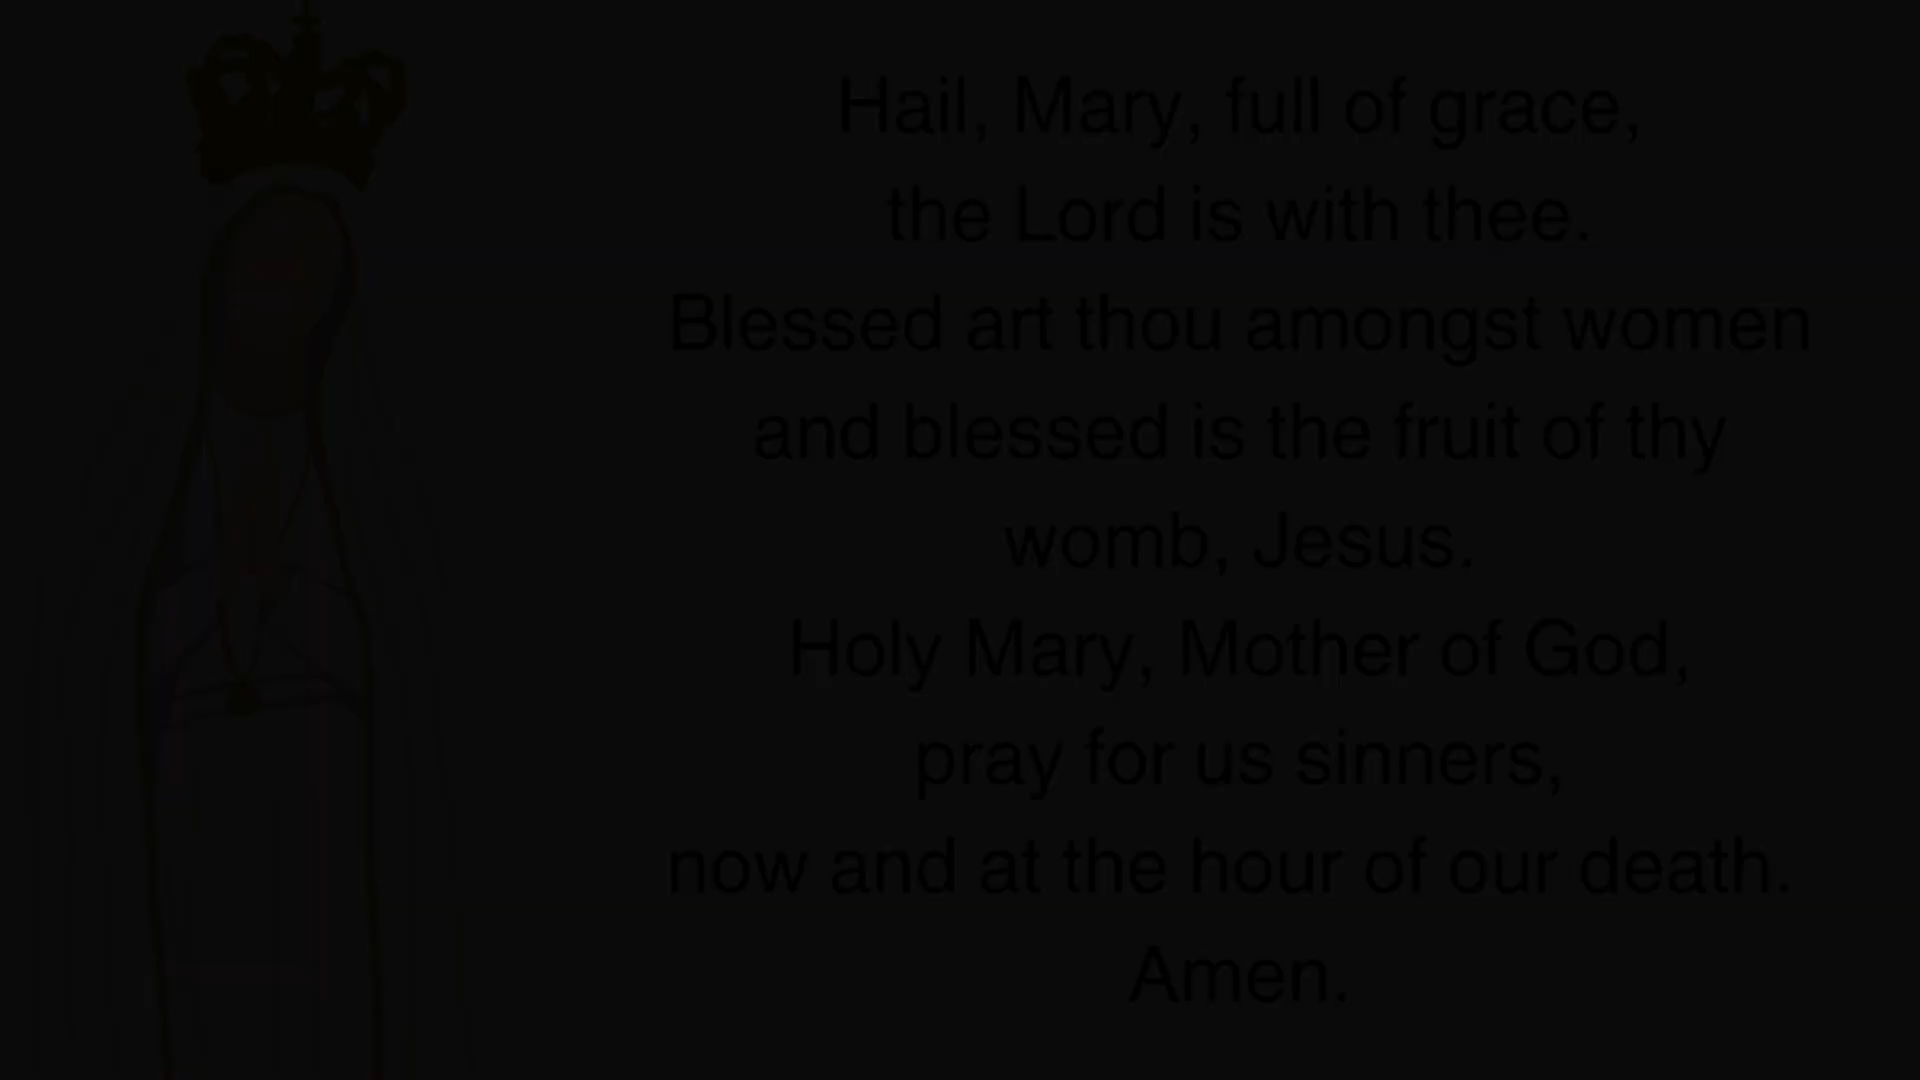 Hail, Mary, full of grace,
the Lord is with thee.
Blessed art thou amongst women
and blessed is the fruit of thy
womb, Jesus.
Holy Mary, Mother of God,
pray for us sinners,
now and at the hour of our death.
Amen.